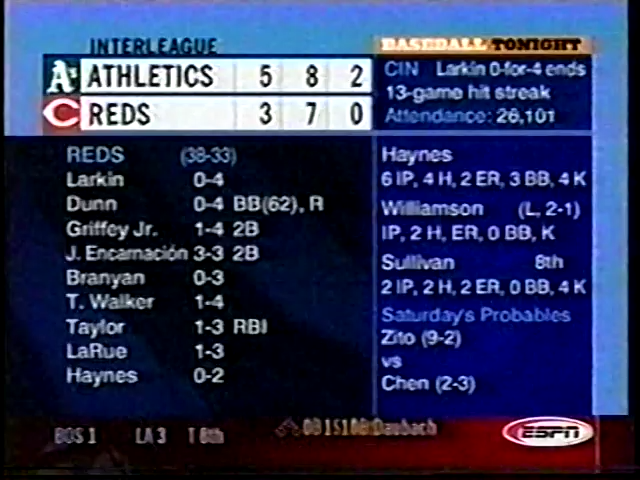 INTERLEAGUE
A's ATHLETICS 5 8 2
C REDS 3 7 0
BASEBALL TONIGHT
CIN Larkin 0-for-4 ends
13-game hit streak
Attendance: 26,101
REDS (38-33)
Larkin 0-4
Dunn 0-4 BB(62), R
Griffey Jr. 1-4 2B
J. Encarnación 3-3 2B
Branyan 0-3
T. Walker 1-4
Taylor 1-3 RBI
LaRue 1-3
Haynes 0-2
Haynes
6 IP, 4 H, 2 ER, 3 BB, 4 K
Williamson (L, 2-1)
IP, 2 H, ER, 0 BB, K
Sullivan 8th
2 IP, 2 H, 2 ER, 0 BB, 4 K
Saturday's Probables
Zito (9-2)
vs
Chen (2-3)
BOS 1 LA 3 T 8th Daubach
ESPN